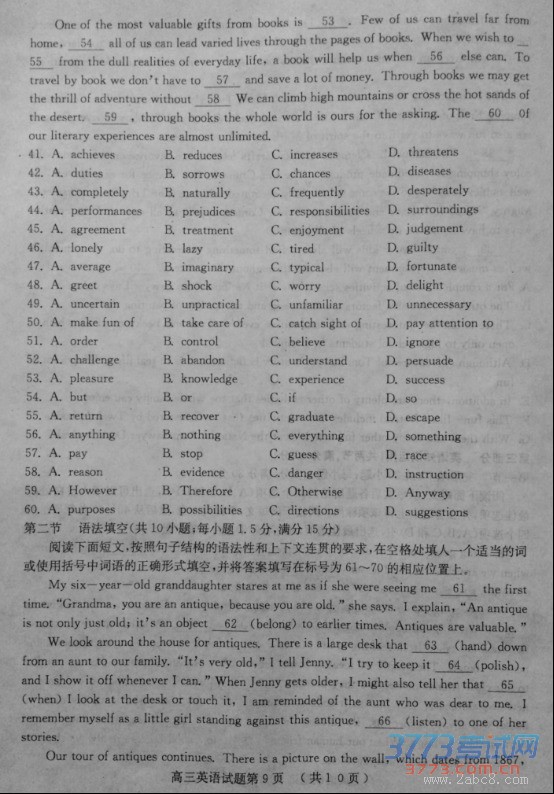 One of the most valuable gifts from books is 53 . Few of us can travel far from
home, 54 all of us can lead varied lives through the pages of books. When we wish to
55 from the dull realities of everyday life, a book will help us when 56 else can. To
travel by book we don't have to 57 and save a lot of money. Through books we may get
the thrill of adventure without 58 We can climb high mountains or cross the hot sands of
the desert. 59 , through books the whole world is ours for the asking. The 60 Of
our literary experiences are almost unlimited.
41. A. achieves B. reduces C. increases D. threatens
42. A. duties B. sorrows C. chances D. diseases
43. A. completely B. naturally C. frequently D. desperately
44. A. performances B. prejudices C. responsibilities D. surroundings
45. A. agreement B. treatment C. enjoyment D. judgement
46. A. lonely B. lazy C. tired D. guilty
47. A. average B. imaginary C. typical D. fortunate
48. A. greet B. shock C. worry D. delight
49. A. uncertain B. unpractical C. unfamiliar D. unnecessary
50. A. make fun of B. take care of C. catch sight of D. pay attention to
51. A. order B. control C. believe D. ignore
52. A. challenge B. abandon C. understand D. persuade
53. A. pleasure B. knowledge C. experience D. success
54. A. but B. or C. if D. so
55. A. return B. recover C. graduate D. escape
56. A. anything B. nothing C. everything D. something
57. A. pay B. stop C. guess D. race
58. A. reason B. evidence C. danger D. instruction
59. A. However B. Therefore C. Otherwise D. Anyway
60. A. purposes B. possibilities C. directions D. suggestions
第二节 语法填空(共10小题;每小题1.5分,满分15分)
阅读下面短文,按照句子结构的语法性和上下文连贯的要求,在空格处填人一个适当的词
或使用括号中词语的正确形式填空,并将答案填写在标号为61~70的相应位置上。
My six—year—old granddaughter stares at me as if she were seeing me 61 the first
time. "Grandma, you are an antique, because you are old." she says. I explain, "An antique
is not only just old; it's an object 62 (belong) to earlier times. Antiques are valuable."
We look around the house for antiques. There is a large desk that 63 (hand) down
from an aunt to our family. "It's very old," I tell Jenny. "I try to keep it 64 (polish),
and I show it off whenever I can." When Jenny gets older, I might also tell her that 65
(when) I look at the desk or touch it, I am reminded of the aunt who was dear to me. I
remember myself as a little girl standing against this antique, 66 (listen) to one of her
stories.
Our tour of antiques continues. There is a picture on the wall, which dates from 1867,
高三英语试题第9页 (共10页)
3773考试网
3773.com.cn
www.2abc8.com